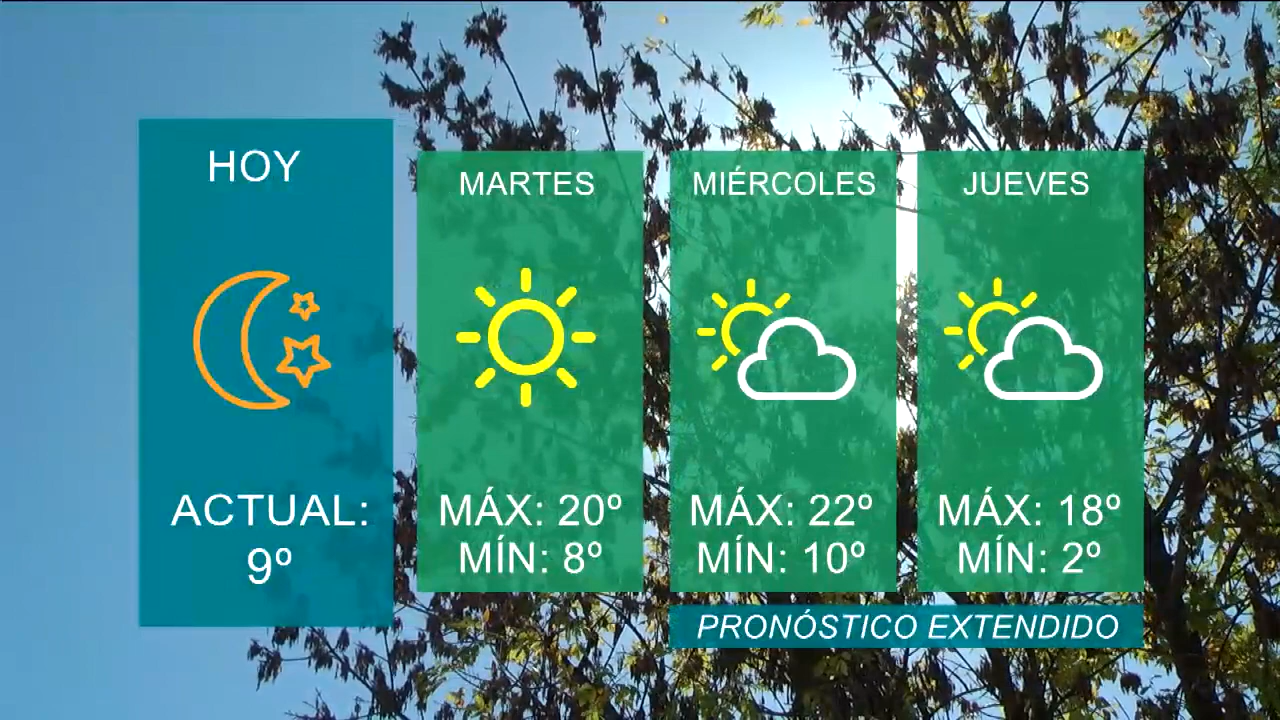 HOY
ACTUAL:
9º
MARTES
MÁX: 20º
MÍN: 8º
MIÉRCOLES
MÁX: 22º
MÍN: 10º
JUEVES
MÁX: 18º
MÍN: 2º
PRONÓSTICO EXTENDIDO